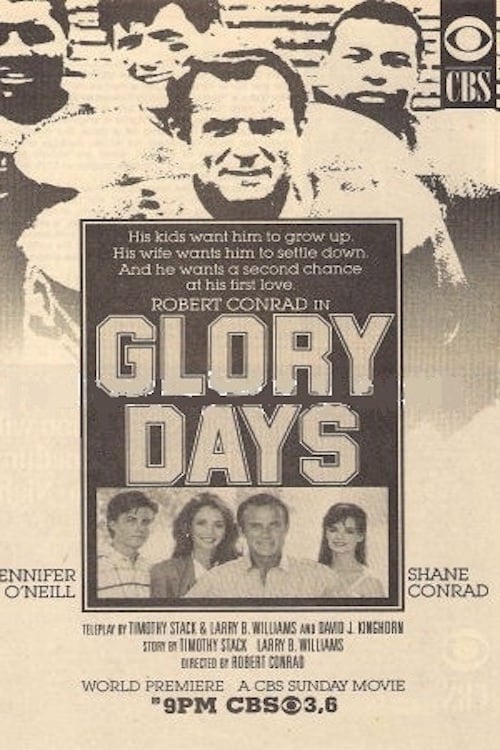 CBS
His kids want him to grow up.
His wife wants him to settle down.
And he wants a second chance
at his first love.
ROBERT CONRAD IN
GLORY
DAYS
ENNIFER
O'NEILL
SHANE
CONRAD
TELEPLAY BY TIMOTHY STACK & LARRY B. WILLIAMS AND DAVID J. KINGHORN
STORY BY TIMOTHY STACK LARRY B. WILLIAMS
DIRECTED BY ROBERT CONRAD
WORLD PREMIERE A CBS SUNDAY MOVIE
9PM CBS 3,6